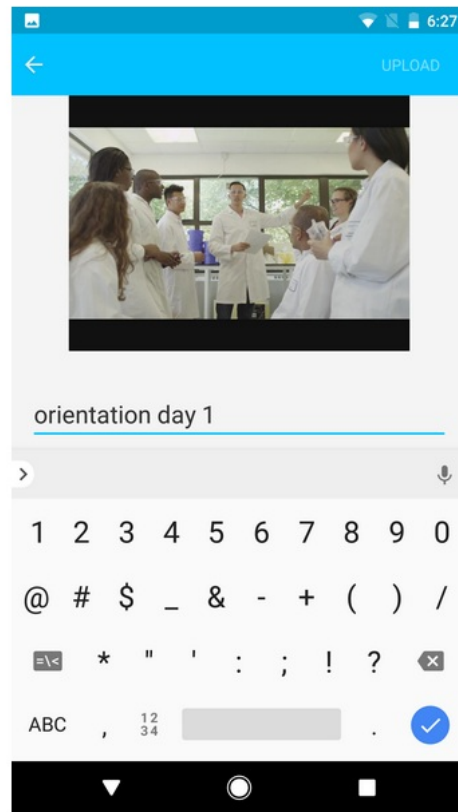 6:27
UPLOAD
orientation day 1
1 2 3 4 5 6 7 8 9 0
@ # $ _ & - + ( ) /
=\< * " ' : ; ! ?
ABC , 12 34 .